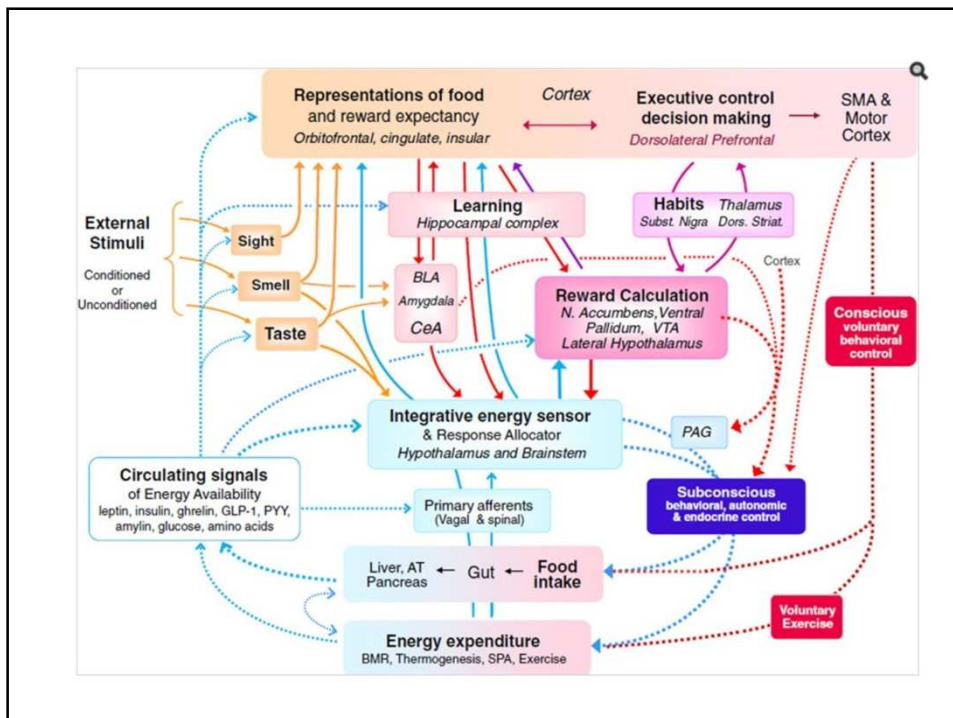 Representations of food
and reward expectancy
Orbitofrontal, cingulate, insular
Cortex
Executive control
decision making
Dorsolateral Prefrontal
SMA &
Motor
Cortex
External
Stimuli
Conditioned
or
Unconditioned
Sight
Smell
Taste
Learning
Hippocampal complex
Habits Thalamus
Subst. Nigra Dors. Striat.
BLA
Amygdala
CeA
Cortex
Reward Calculation
N. Accumbens,Ventral
Pallidum, VTA
Lateral Hypothalamus
Conscious
voluntary
behavioral
control
Integrative energy sensor
& Response Allocator
Hypothalamus and Brainstem
PAG
Circulating signals
of Energy Availability
leptin, insulin, ghrelin, GLP-1, PYY,
amylin, glucose, amino acids
Primary afferents
(Vagal & spinal)
Subconscious
behavioral, autonomic
& endocrine control
Liver, AT
Pancreas
Gut
Food
intake
Voluntary
Exercise
Energy expenditure
BMR, Thermogenesis, SPA, Exercise